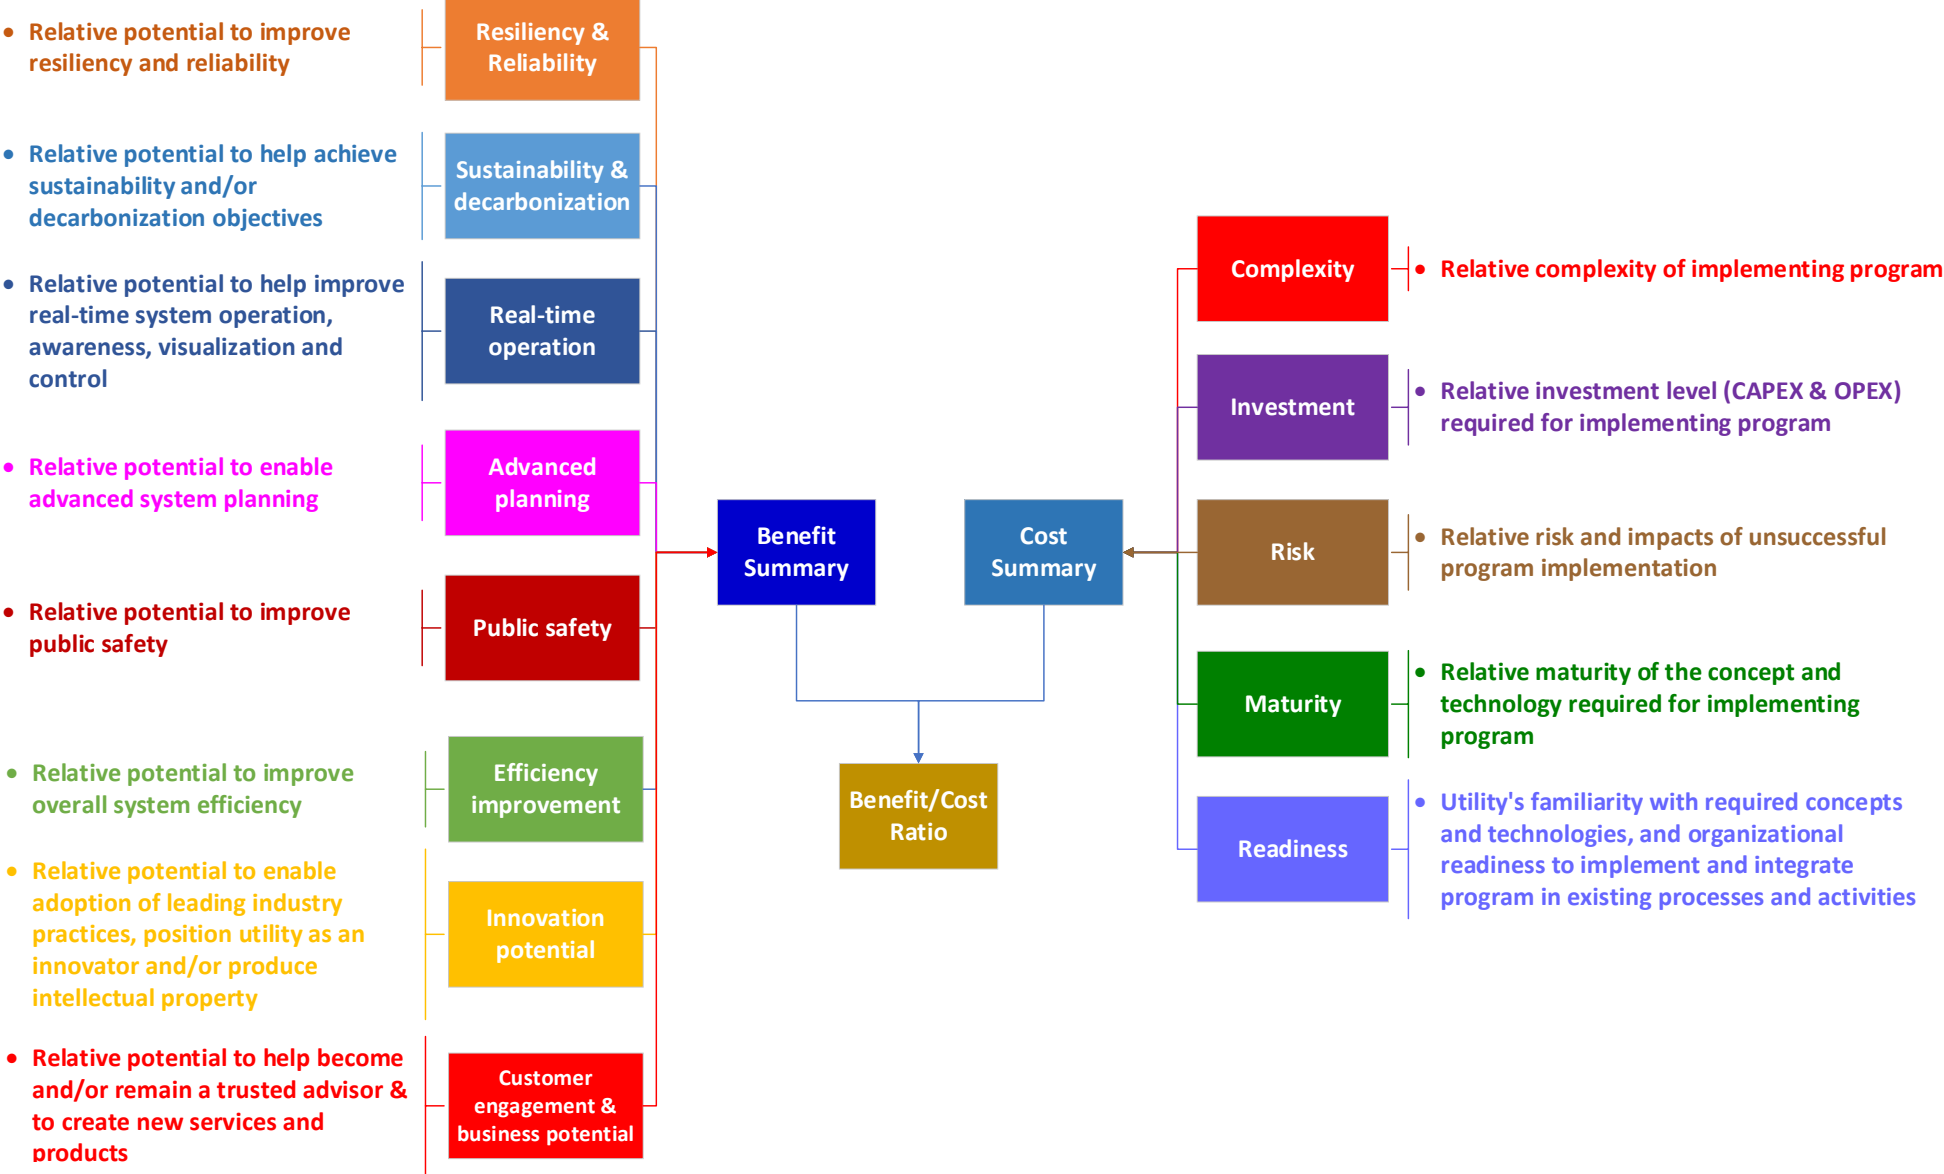 Relative potential to improve
resiliency and reliability
Resiliency &
Reliability
Relative potential to help achieve
sustainability and/or
decarbonization objectives
Sustainability &
decarbonization
Relative potential to help improve
real-time system operation,
awareness, visualization and
control
Real-time
operation
Relative potential to enable
advanced system planning
Advanced
planning
Relative potential to improve
public safety
Public safety
Relative potential to improve
overall system efficiency
Efficiency
improvement
Relative potential to enable
adoption of leading industry
practices, position utility as an
innovator and/or produce
intellectual property
Innovation
potential
Relative potential to help become
and/or remain a trusted advisor &
to create new services and
products
Customer
engagement &
business potential
Benefit
Summary
Cost
Summary
Benefit/Cost
Ratio
Complexity
Relative complexity of implementing program
Investment
Relative investment level (CAPEX & OPEX)
required for implementing program
Risk
Relative risk and impacts of unsuccessful
program implementation
Maturity
Relative maturity of the concept and
technology required for implementing
program
Readiness
Utility's familiarity with required concepts
and technologies, and organizational
readiness to implement and integrate
program in existing processes and activities